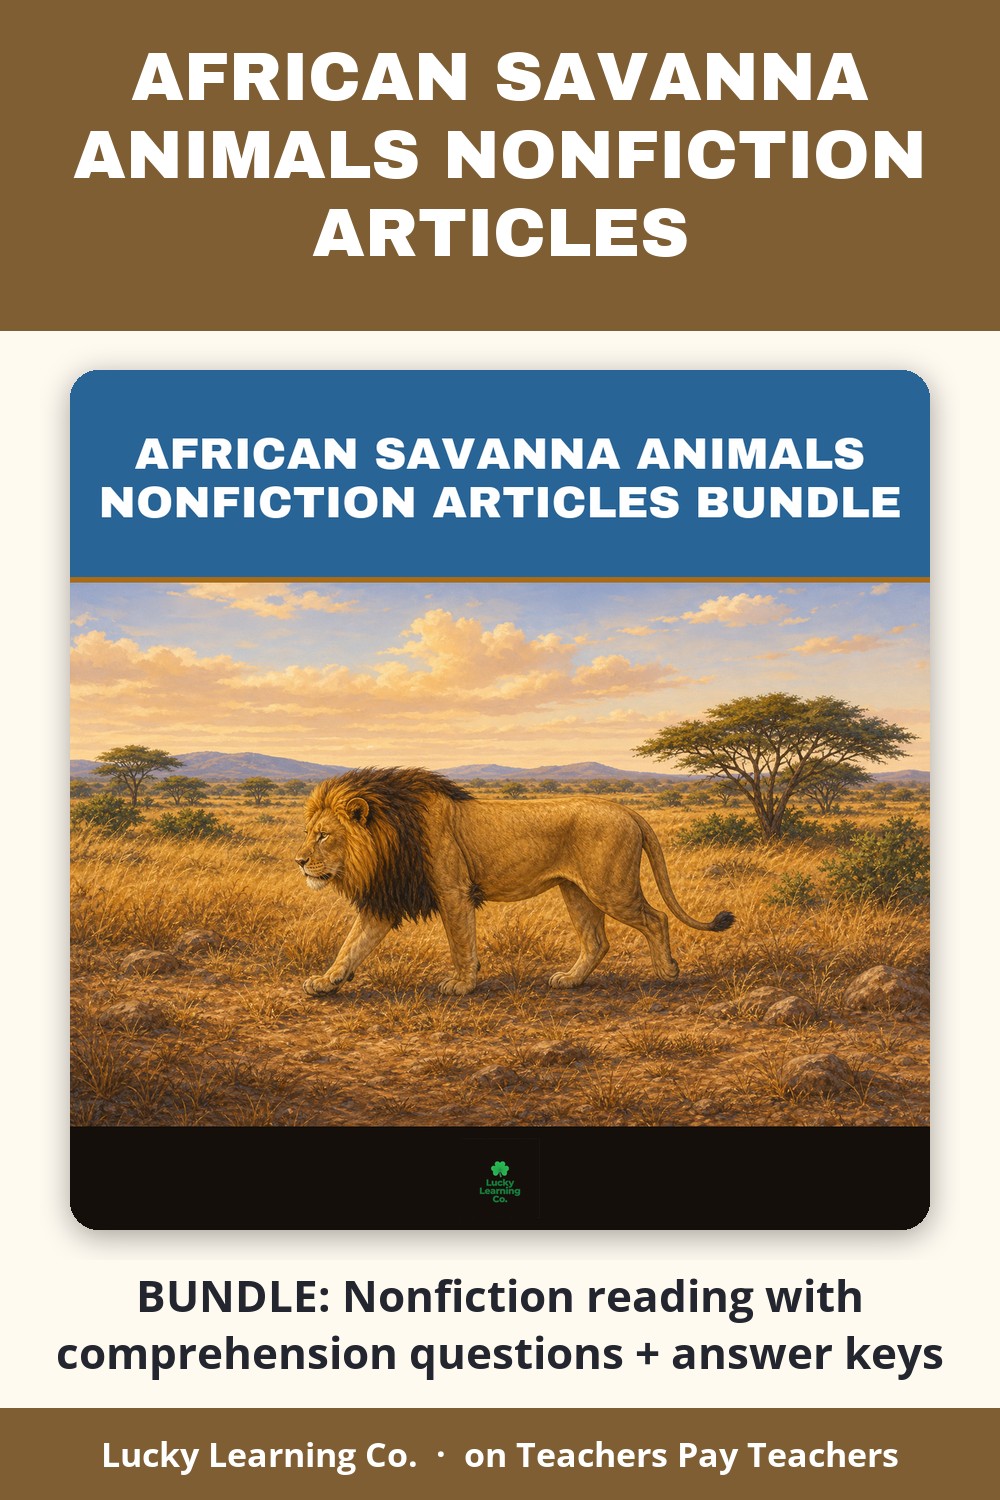 AFRICAN SAVANNA
ANIMALS NONFICTION
ARTICLES
AFRICAN SAVANNA ANIMALS
NONFICTION ARTICLES BUNDLE
Lucky
Learning
Co.
BUNDLE: Nonfiction reading with
comprehension questions + answer keys
Lucky Learning Co. · on Teachers Pay Teachers